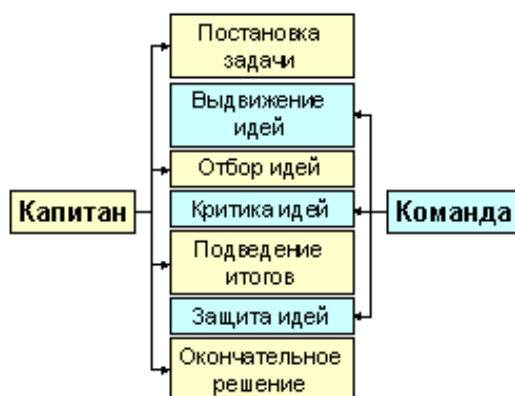 Постановка
задачи
Выдвижение
идей
Отбор идей
Капитан
Критика идей
Команда
Подведение
итогов
Защита идей
Окончательное
решение